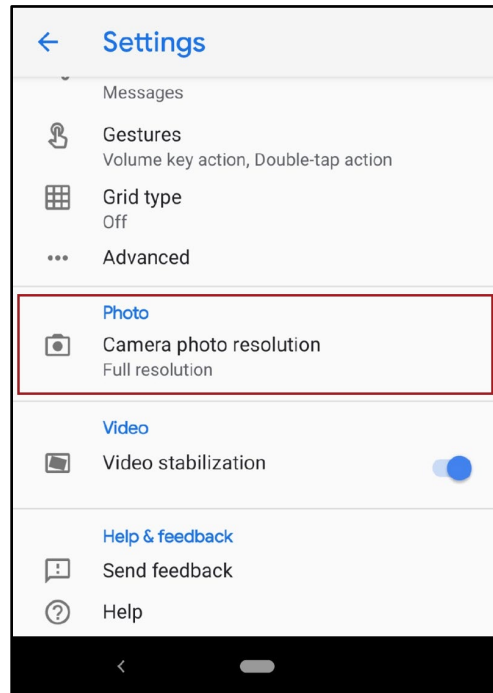 Settings
Messages
Gestures
Volume key action, Double-tap action
Grid type
Off
Advanced
Photo
Camera photo resolution
Full resolution
Video
Video stabilization
Help & feedback
Send feedback
Help